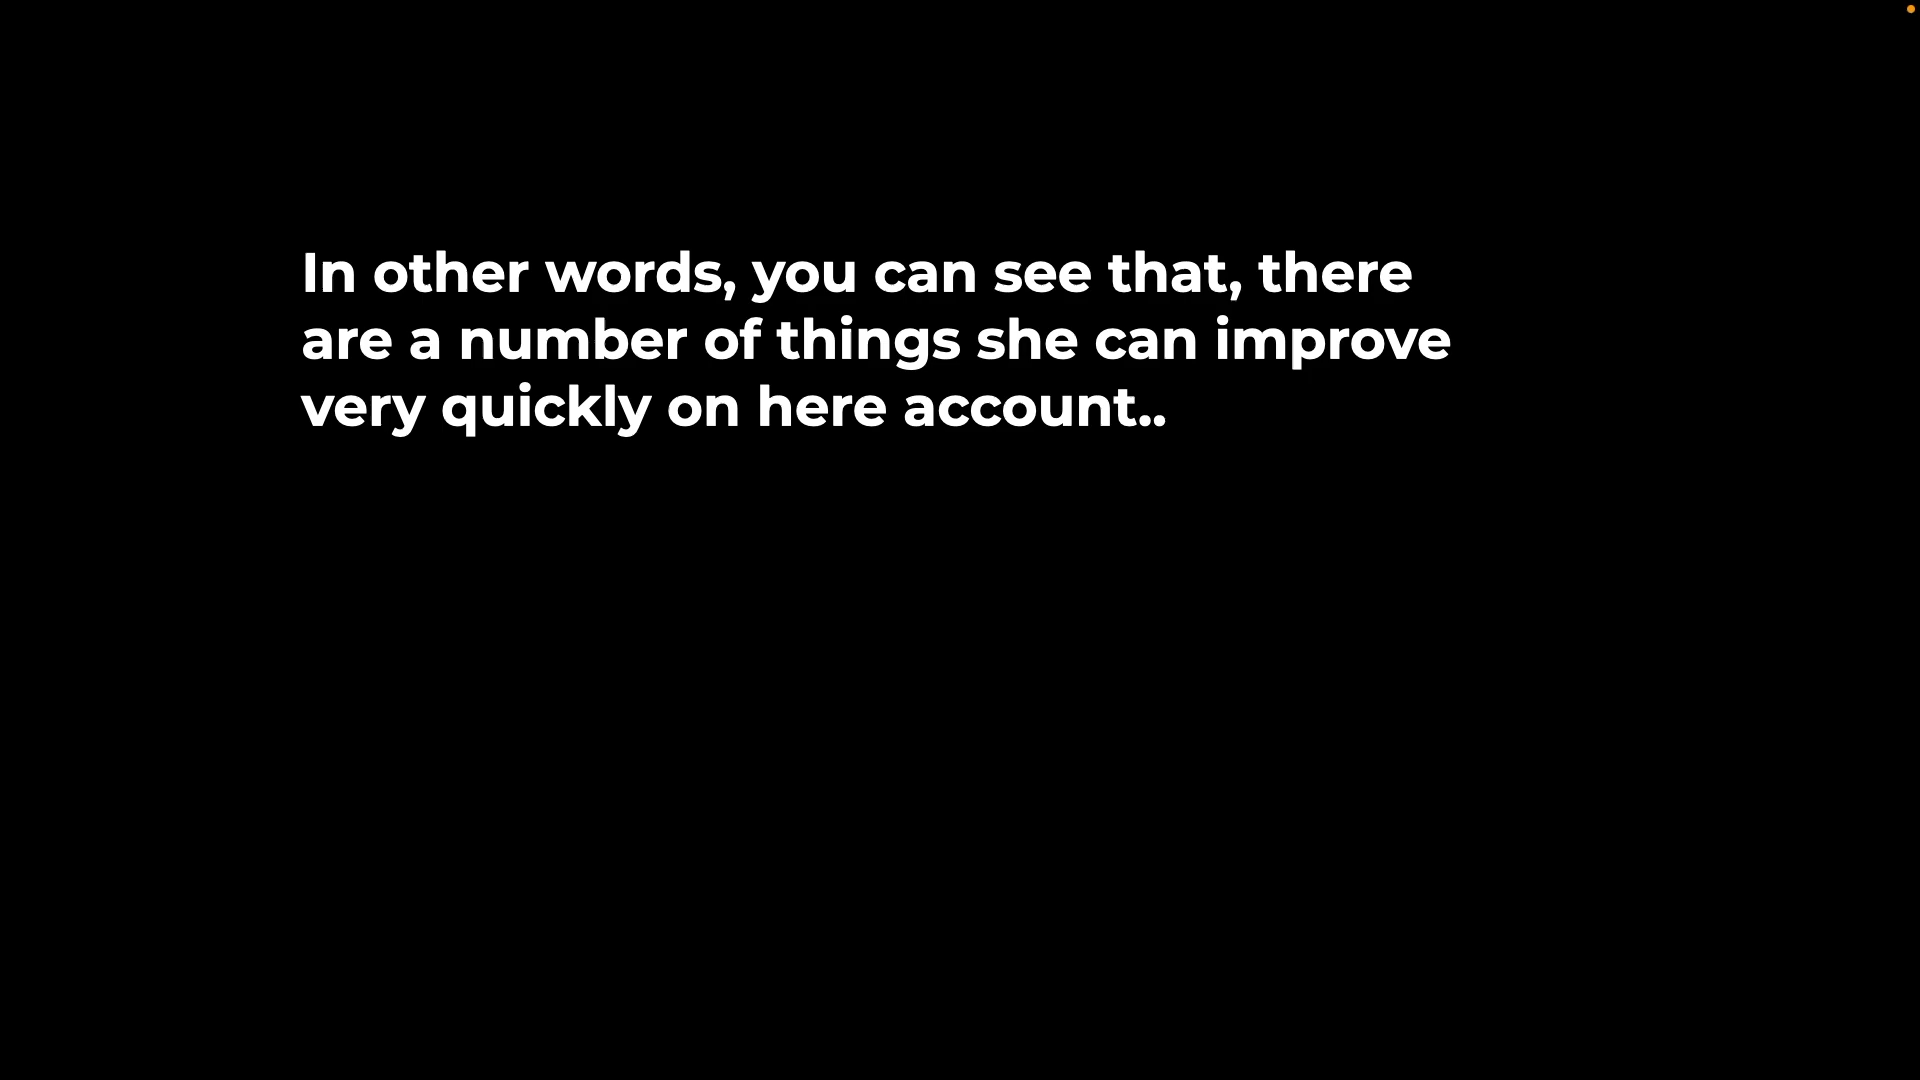 In other words, you can see that, there
are a number of things she can improve
very quickly on here account..